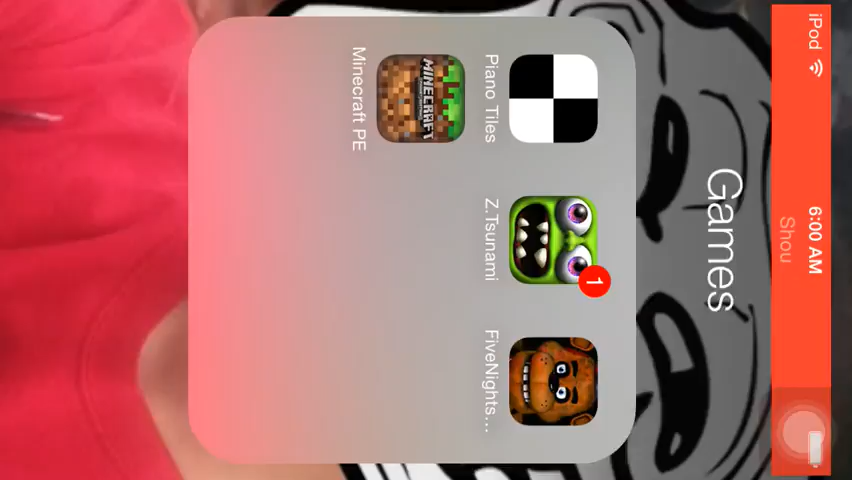 iPod 6:00 AM
Shou
Games
1
Piano Tiles Z.Tsunami FiveNights...
MINECRAFT
Minecraft PE